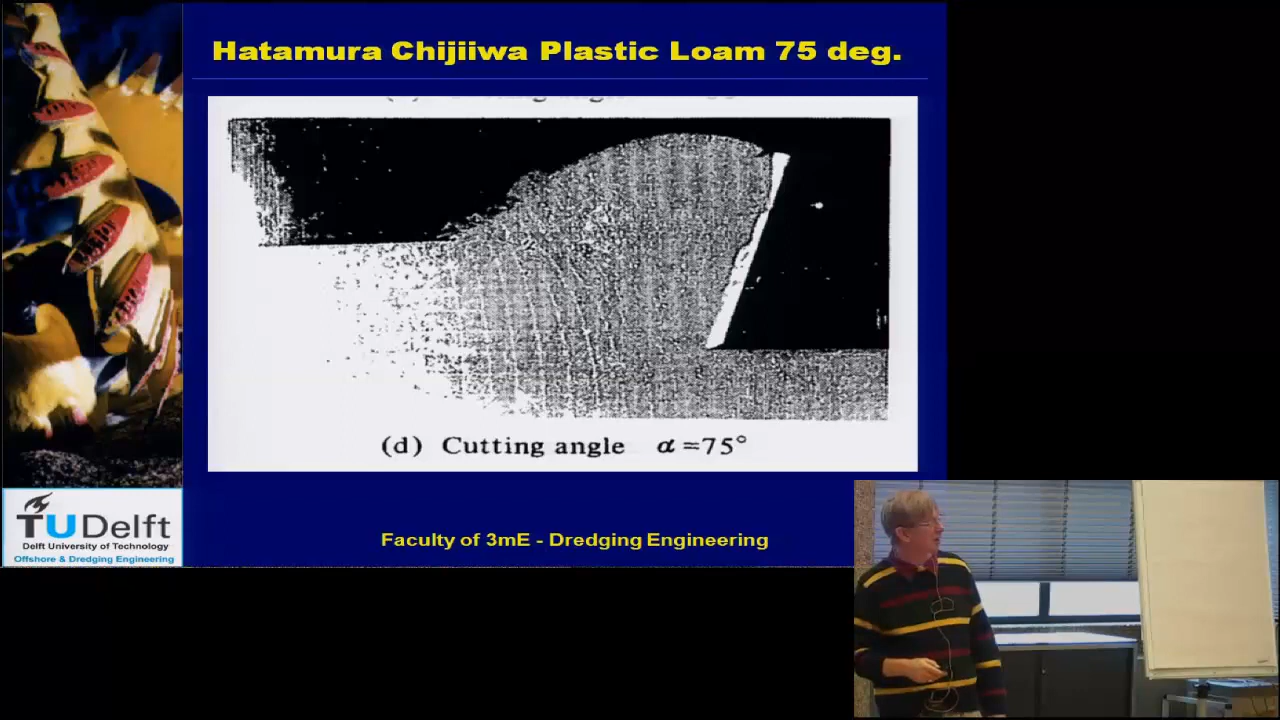 Hatamura Chijiiwa Plastic Loam 75 deg.
(d) Cutting angle α =75°
TUDelft
Delft University of Technology
Offshore & Dredging Engineering
Faculty of 3mE - Dredging Engineering